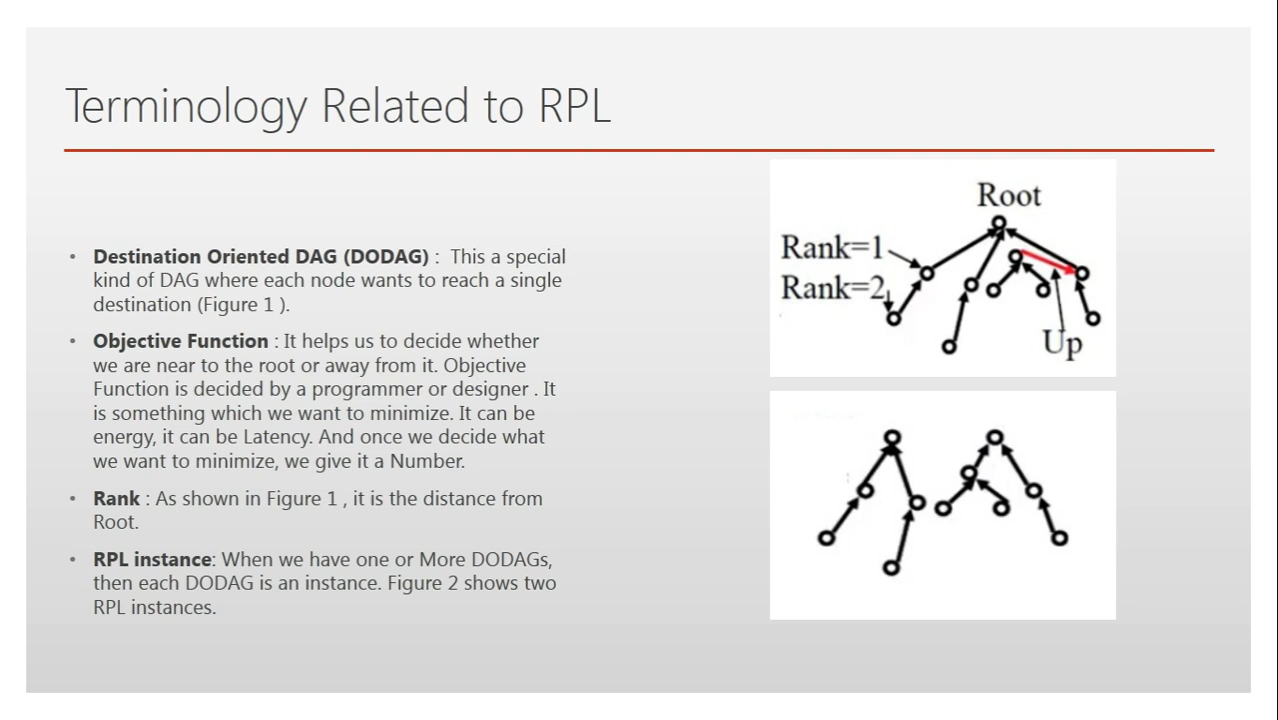 Terminology Related to RPL
• Destination Oriented DAG (DODAG) : This a special
kind of DAG where each node wants to reach a single
destination (Figure 1 ).
• Objective Function : It helps us to decide whether
we are near to the root or away from it. Objective
Function is decided by a programmer or designer . It
is something which we want to minimize. It can be
energy, it can be Latency. And once we decide what
we want to minimize, we give it a Number.
• Rank : As shown in Figure 1 , it is the distance from
Root.
• RPL instance: When we have one or More DODAGs,
then each DODAG is an instance. Figure 2 shows two
RPL instances.
Root
Rank=1
Rank=2
Up